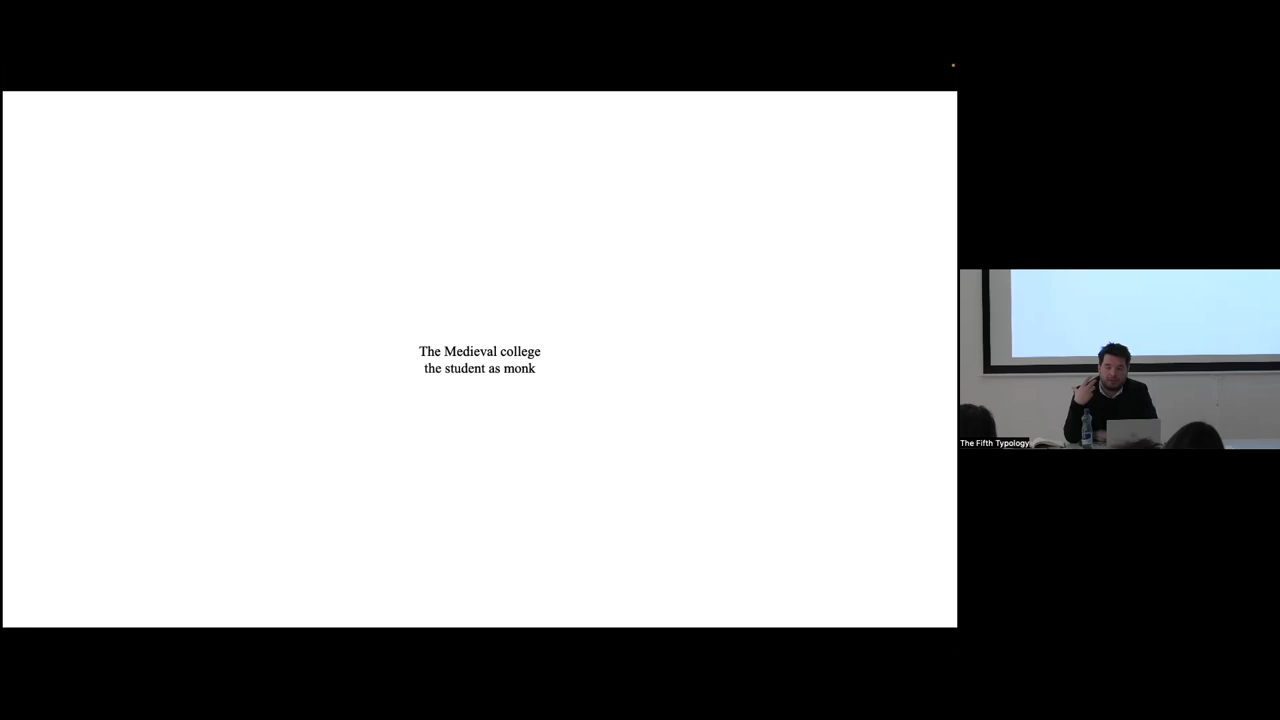 The Medieval college
the student as monk
The Fifth Typology